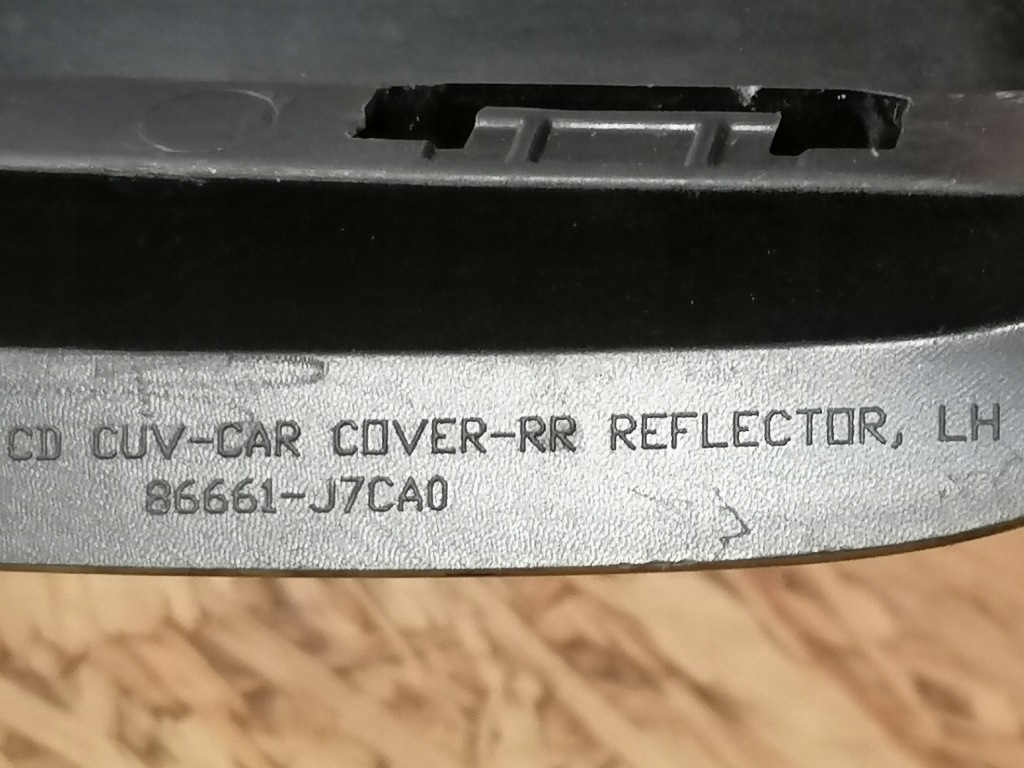 CD CUV-CAR COVER-RR REFLECTOR, LH
86661-J7CA0